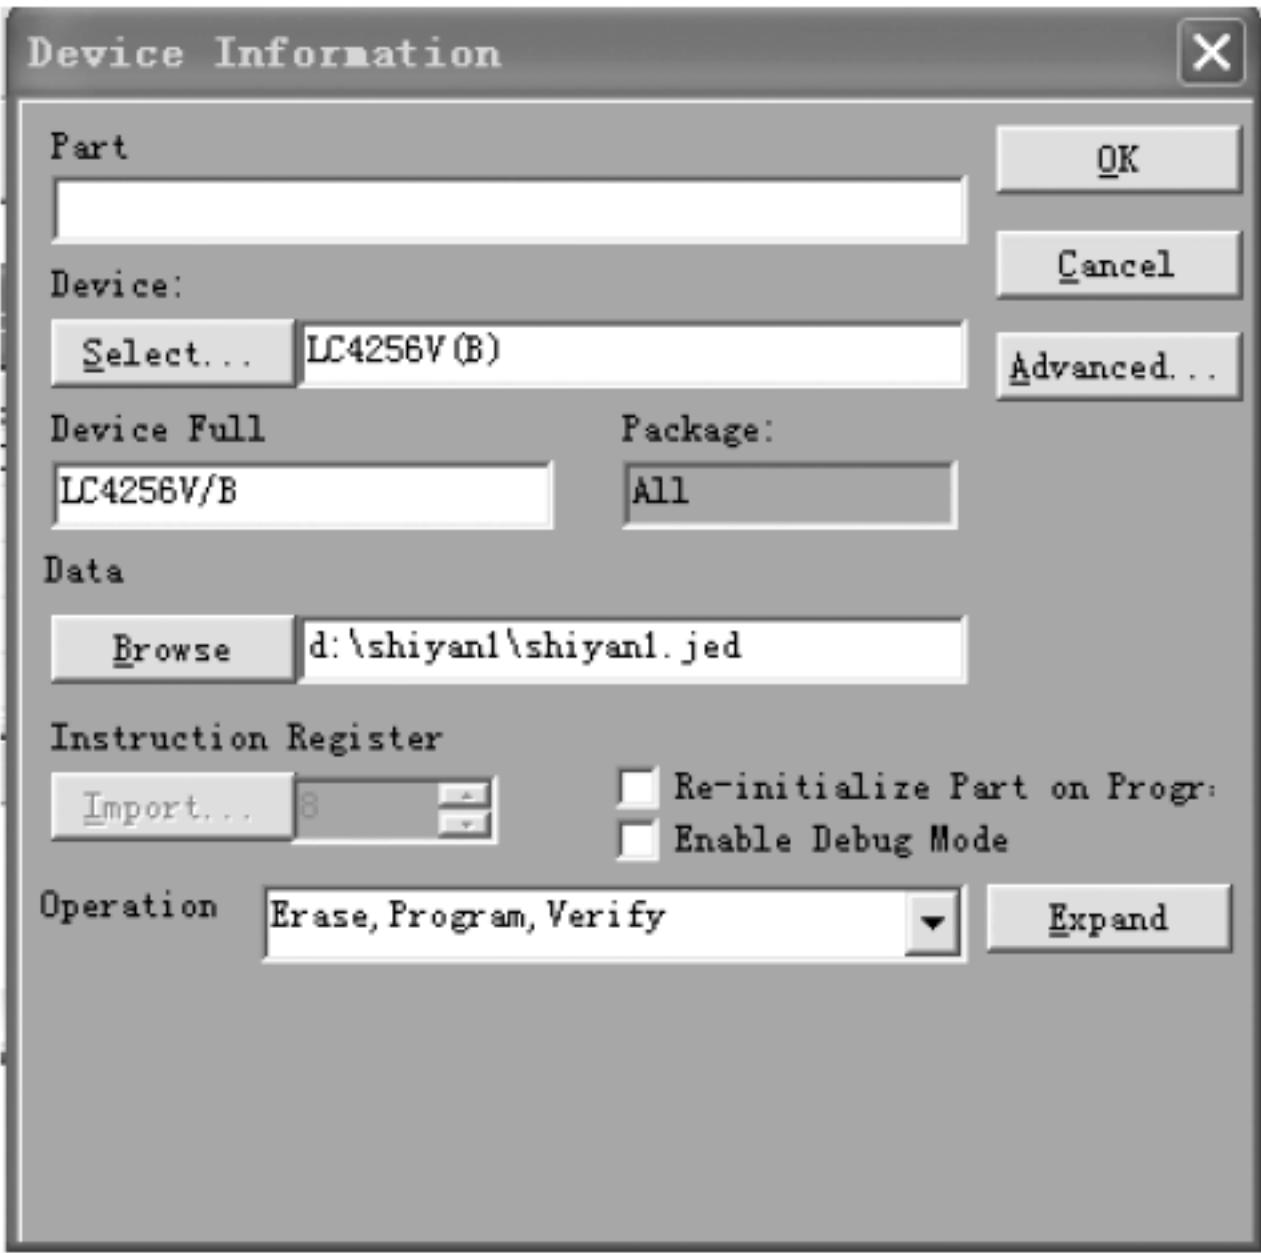 Device Information
Part
OK
Device:
Cancel
Select... LC4256V(B)
Advanced...
Device Full Package:
LC4256V/B All
Data
Browse d:\shiyan1\shiyan1.jed
Instruction Register
Re-initialize Part on Progr
Import... 8
Enable Debug Mode
Operation Erase,Program,Verify Expand